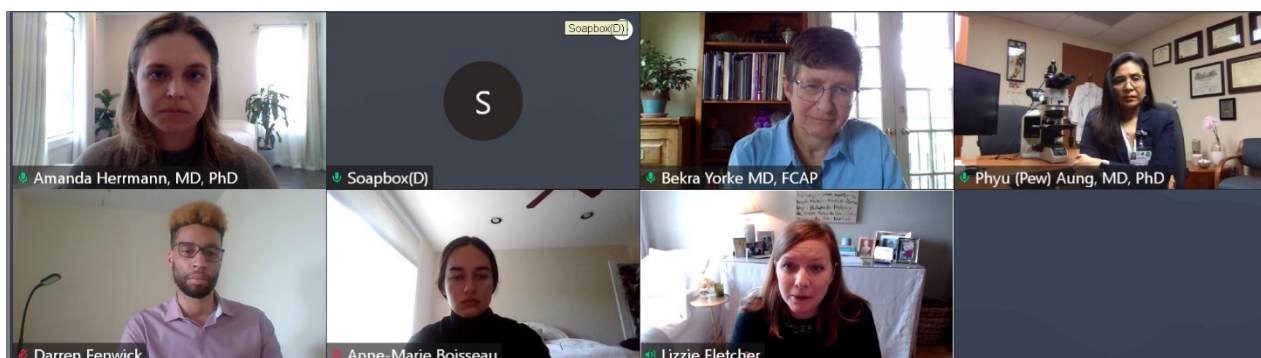 Soapbox(D)
S
Amanda Herrmann, MD, PhD
Soapbox(D)
Bekra Yorke MD, FCAP
Phyu (Pew) Aung, MD, PhD
Darren Fenwick
Anne-Marie Boisseau
Lizzie Fletcher